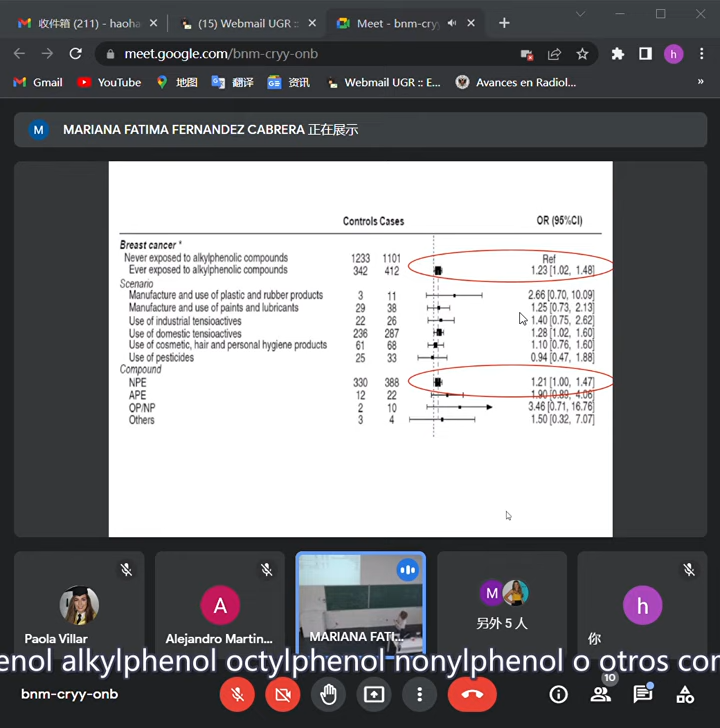 收件箱 (211) - haoha
(15) Webmail UGR ::
Meet - bnm-cry
meet.google.com/bnm-cryy-onb
h
Gmail
YouTube
地图
翻译
资讯
Webmail UGR :: E...
Avances en Radiol...
»
M
MARIANA FATIMA FERNANDEZ CABRERA 正在展示
Controls Cases OR (95%CI)
Breast cancer *
Never exposed to alkylphenolic compounds 1233 1101 Ref
Ever exposed to alkylphenolic compounds 342 412 1.23 [1.02, 1.48]
Scenario
Manufacture and use of plastic and rubber products 3 11 2.66 [0.70, 10.09]
Manufacture and use of paints and lubricants 29 38 1.25 [0.73, 2.13]
Use of industrial tensioactives 22 26 1.40 [0.75, 2.62]
Use of domestic tensioactives 236 287 1.28 [1.02, 1.60]
Use of cosmetic, hair and personal hygiene products 61 68 1.10 [0.76, 1.60]
Use of pesticides 25 33 0.94 [0.47, 1.88]
Compound
NPE 330 388 1.21 [1.00, 1.47]
APE 12 22 1.90 [0.89, 4.06]
OP/NP 2 10 3.46 [0.71, 16.76]
Others 3 4 1.50 [0.32, 7.07]
Paola Villar
A
Alejandro Martin...
MARIANA FATI...
M
另外 5 人
h
你
enol alkylphenol octylphenol nonylphenol o otros con
bnm-cryy-onb
10